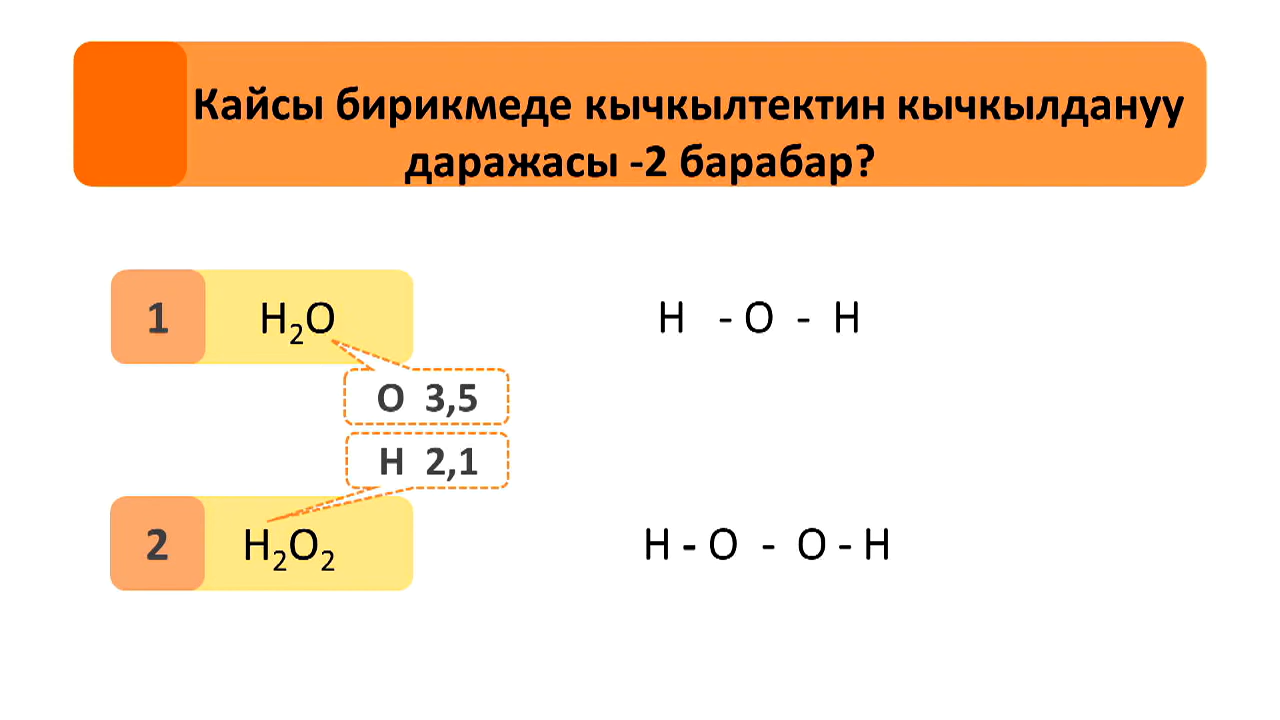 Кайсы бирикмеде кычкылтектин кычкылдануу
даражасы -2 барабар?
1 H₂O H - O - H
O 3,5
H 2,1
2 H₂O₂ H - O - O - H